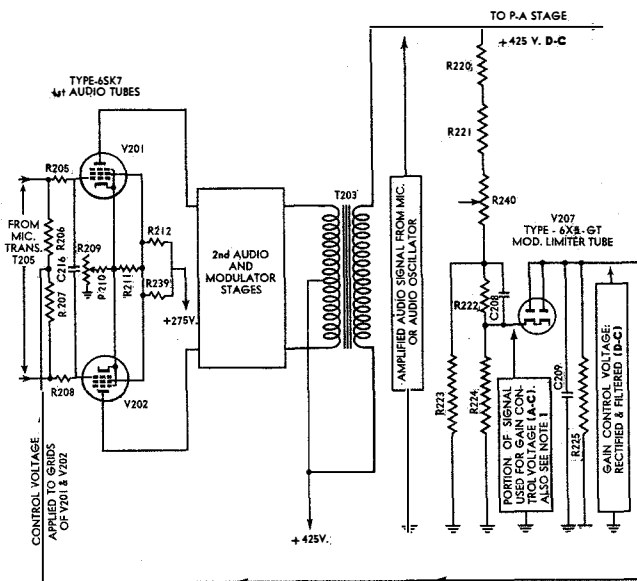 TO P-A STAGE
+425 V. D-C
TYPE-6SK7
1st AUDIO TUBES
V201
R205
FROM
MIC.
TRANS.
T205
R206
C216
R209
R207
R210
R211
R212
R239
+275V.
R208
V202
2nd AUDIO
AND
MODULATOR
STAGES
T203
+425V.
AMPLIFIED AUDIO SIGNAL FROM MIC.
OR AUDIO OSCILLATOR
R220
R221
R240
V207
TYPE - 6X5-GT
MOD. LIMITER TUBE
R222
C208
R223
R224
PORTION OF SIGNAL
USED FOR GAIN CON-
TROL VOLTAGE (A-C).
ALSO SEE NOTE 1
C209
R225
GAIN CONTROL VOLTAGE:
RECTIFIED & FILTERED (D-C)
CONTROL VOLTAGE
APPLIED TO GRIDS
OF V201 & V202